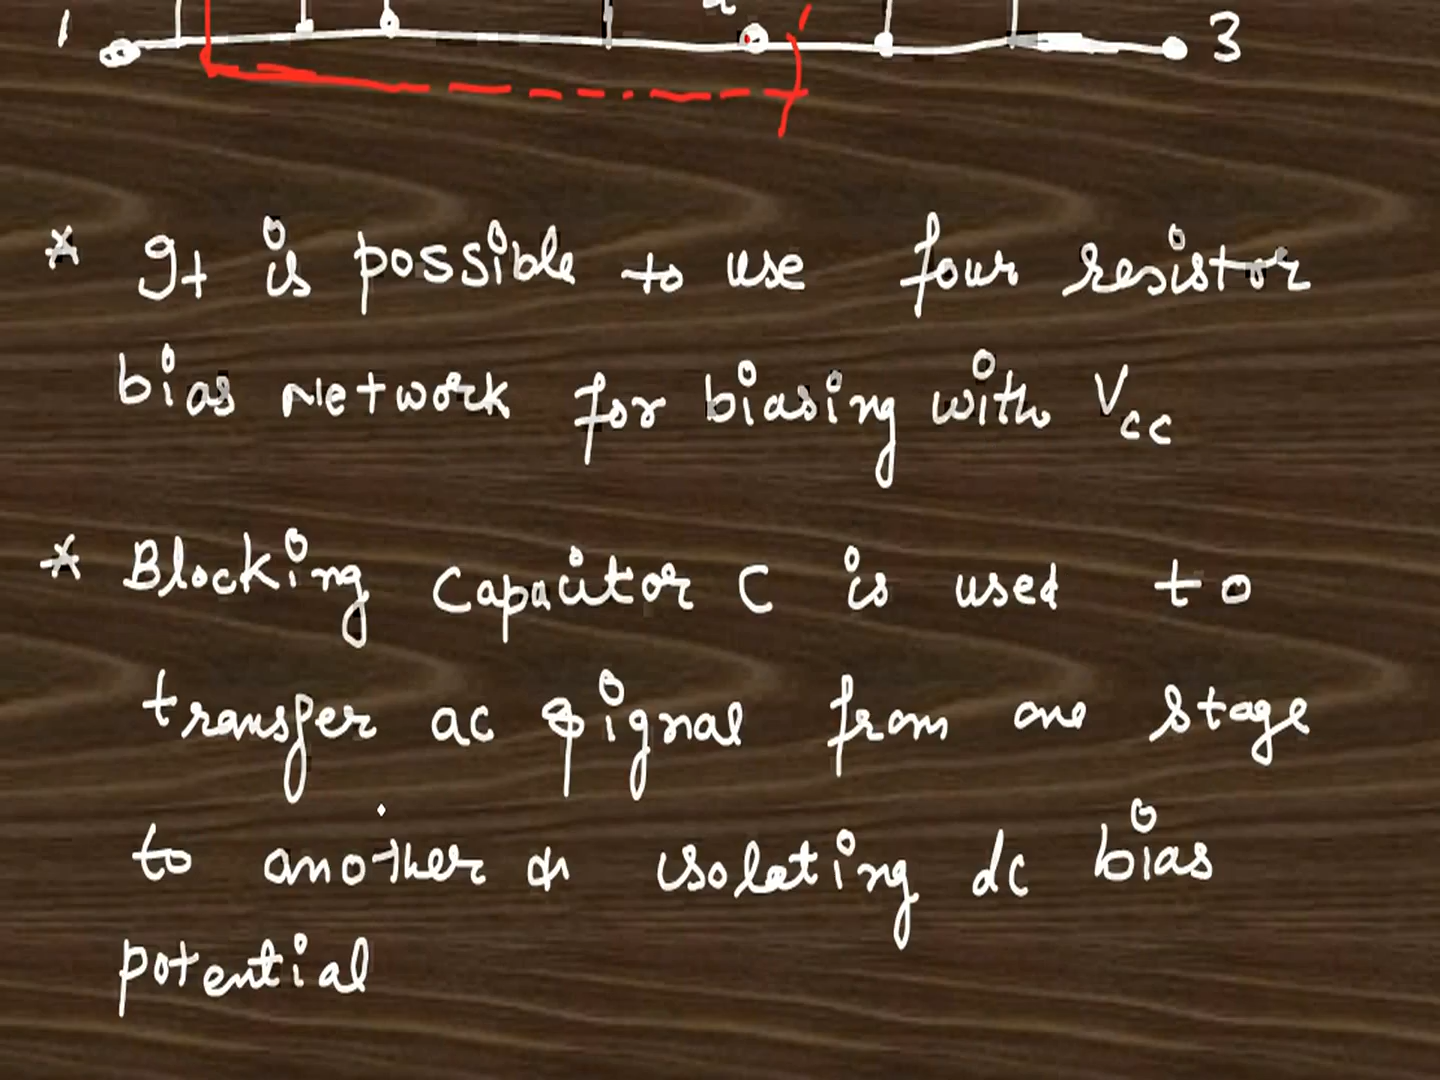 1 3
* It is possible to use four resistor
bias network for biasing with Vcc
* Blocking capacitor C is used to
transfer ac signal from one stage
to another & isolating dc bias
potential